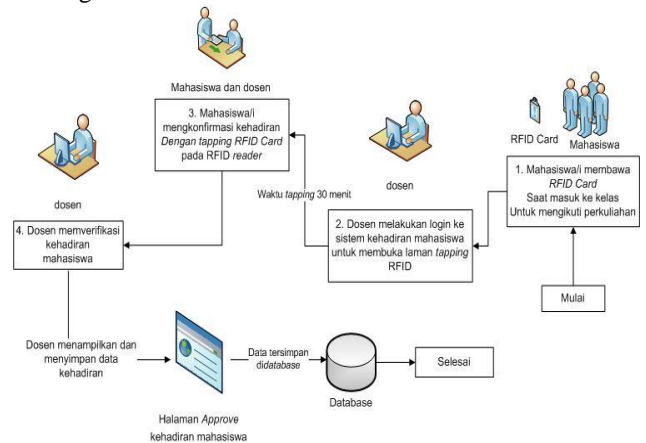 Mahasiswa dan dosen
3. Mahasiswa/i
mengkonfirmasi kehadiran
Dengan tapping RFID Card
pada RFID reader
RFID Card
Mahasiswa
1. Mahasiswa/i membawa
RFID Card
Saat masuk ke kelas
Untuk mengikuti perkuliahan
dosen
Waktu tapping 30 menit
2. Dosen melakukan login ke
sistem kehadiran mahasiswa
untuk membuka laman tapping
RFID
dosen
4. Dosen memverifikasi
kehadiran
mahasiswa
Mulai
Dosen menampilkan dan
menyimpan data
kehadiran
Data tersimpan
didatabase
Selesai
Database
Halaman Approve
kehadiran mahasiswa